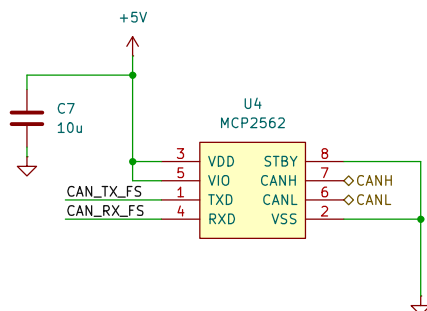 +5V
C7
10u
U4
MCP2562
3 VDD STBY 8
5 VIO CANH 7 CANH
CAN_TX_FS 1 TXD CANL 6 CANL
CAN_RX_FS 4 RXD VSS 2